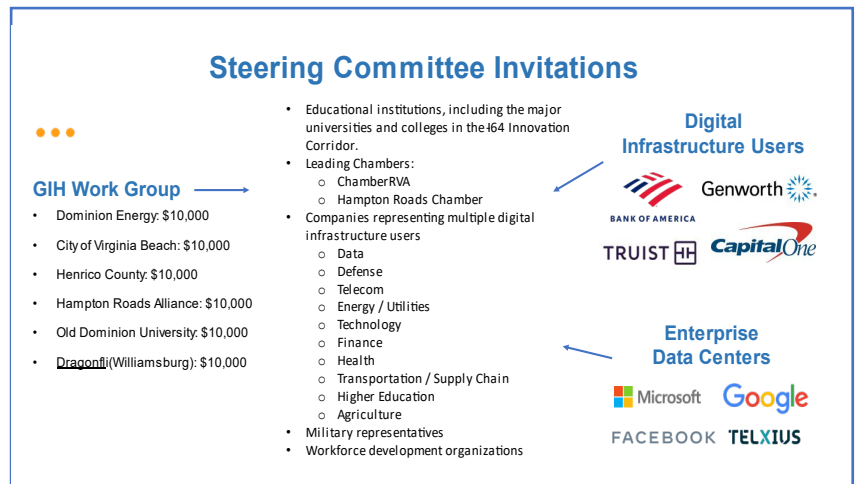 Steering Committee Invitations
GIH Work Group
• Dominion Energy: $10,000
• City of Virginia Beach: $10,000
• Henrico County: $10,000
• Hampton Roads Alliance: $10,000
• Old Dominion University: $10,000
• Dragonfli(Williamsburg): $10,000
• Educational institutions, including the major
universities and colleges in the I-64 Innovation
Corridor.
• Leading Chambers:
o ChamberRVA
o Hampton Roads Chamber
• Companies representing multiple digital
infrastructure users
o Data
o Defense
o Telecom
o Energy / Utilities
o Technology
o Finance
o Health
o Transportation / Supply Chain
o Higher Education
o Agriculture
• Military representatives
• Workforce development organizations
Digital
Infrastructure Users
BANK OF AMERICA
Genworth
TRUIST
Capital One
Enterprise
Data Centers
Microsoft
Google
FACEBOOK
TELXIUS